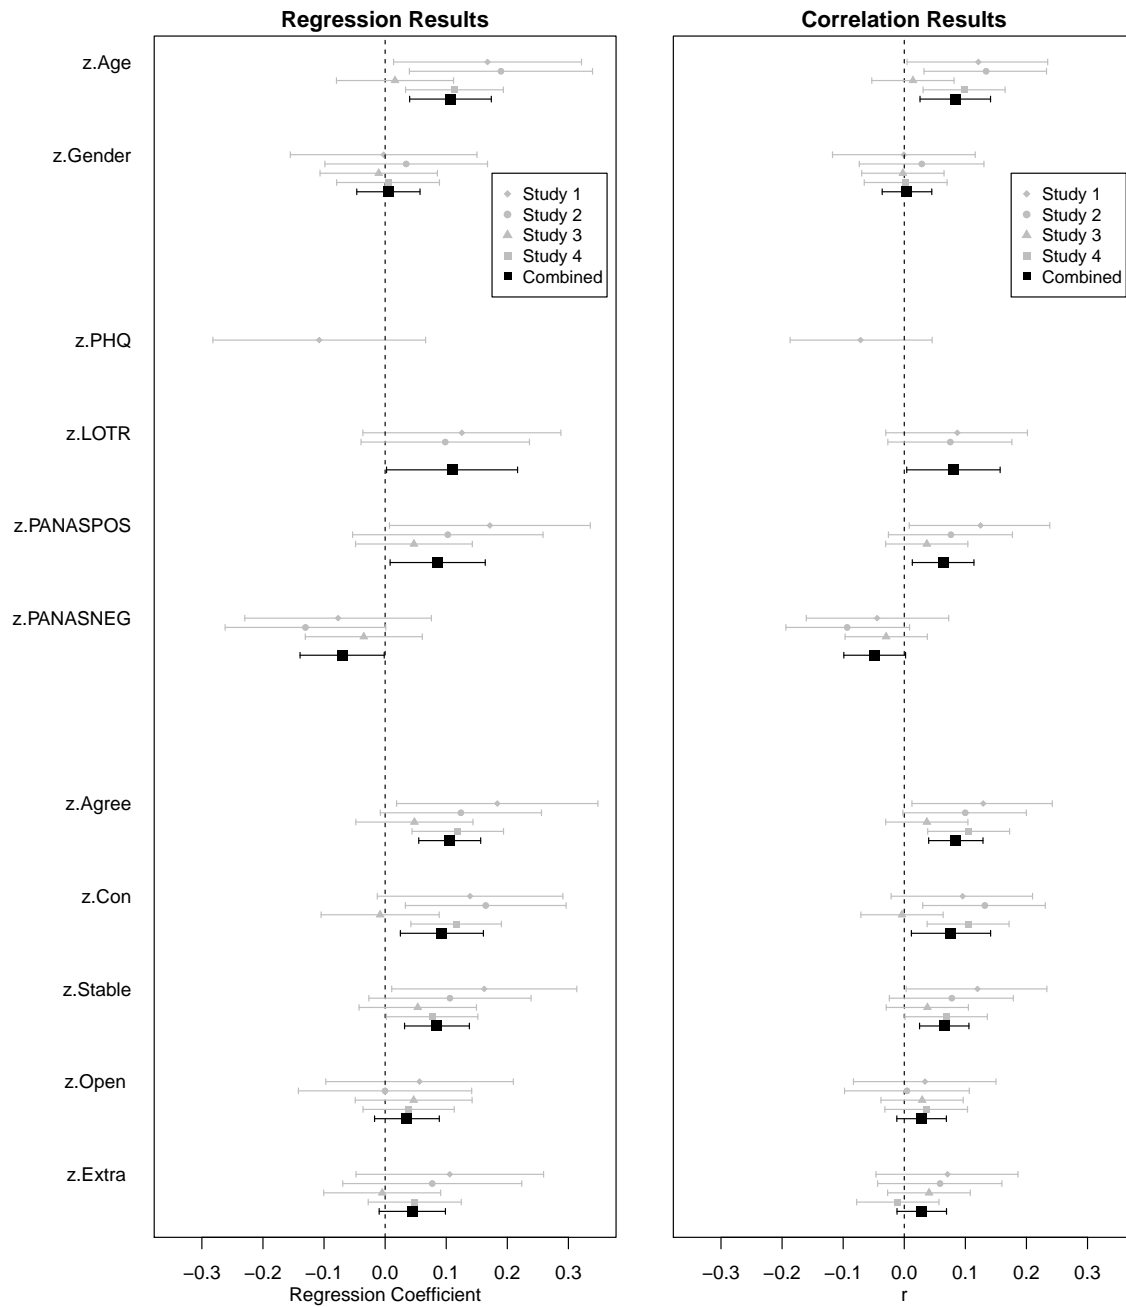 Regression Results
Correlation Results
z.Age
z.Gender
z.PHQ
z.LOTR
z.PANASPOS
z.PANASNEG
z.Agree
z.Con
z.Stable
z.Open
z.Extra
Study 1
Study 2
Study 3
Study 4
Combined
Study 1
Study 2
Study 3
Study 4
Combined
−0.3 −0.2 −0.1 0.0 0.1 0.2 0.3
Regression Coefficient
−0.3 −0.2 −0.1 0.0 0.1 0.2 0.3
r